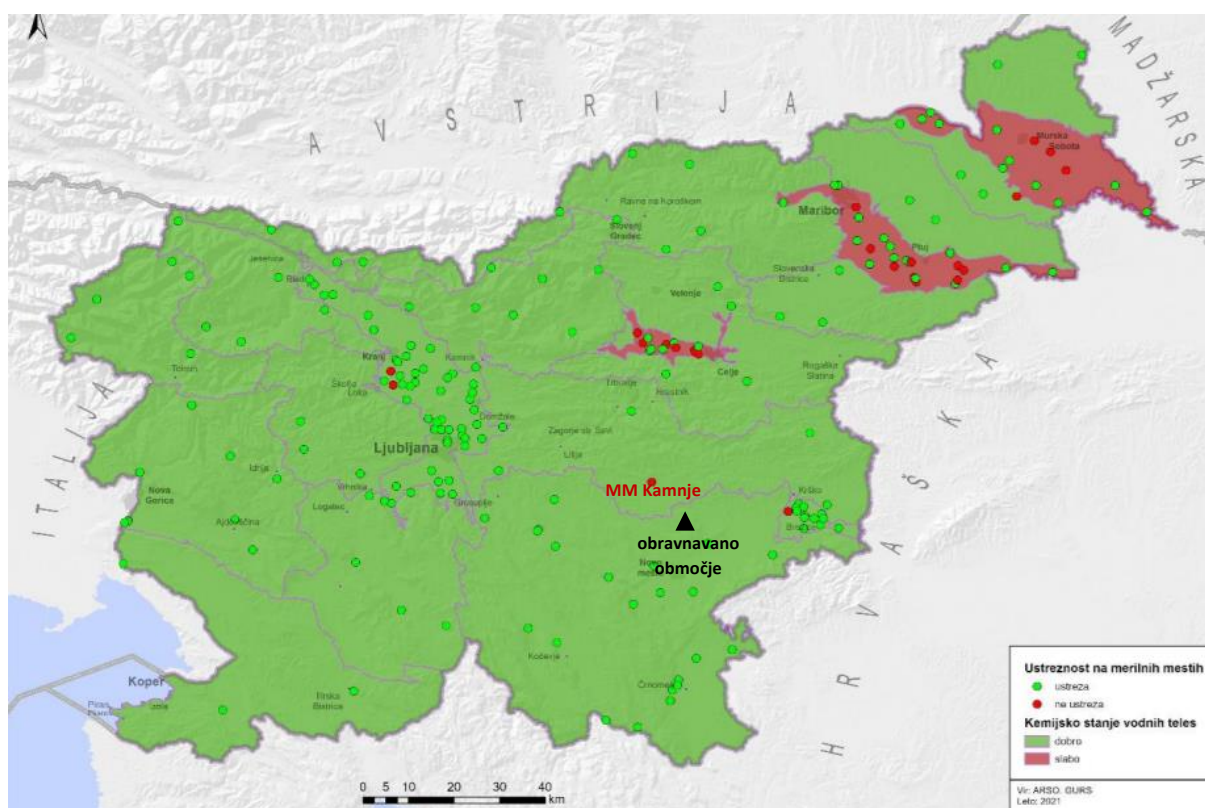 AVSTRIJA
MADŽARSKA
Murska
Sobota
Ravne na Koroškem
Slovenj
Gradec
Maribor
Ptuj
Slovenska
Bistrica
Jesenice
Bled
Velenje
Kranj
Kamnik
Tolmin
Škofja
Loka
Celje
Rogaška
Slatina
Trbovlje
Hrastnik
Domžale
Zagorje ob Savi
Ljubljana
Litija
ITALIJA
Idrija
Nova
Gorica
Vrhnika
Logatec
Grosuplje
MM Kamnje
Krško
Brežice
Ajdovščina
obravnavano
območje
Novo
mesto
HRVAŠKA
Kočevje
Črnomelj
Koper
Piran
Izola
Ilirska
Bistrica
Ustreznost na merilnih mestih
ustreza
ne ustreza
Kemijsko stanje vodnih teles
dobro
slabo
0 5 10 20 30 40
km
Vir: ARSO, GURS
Leto: 2021